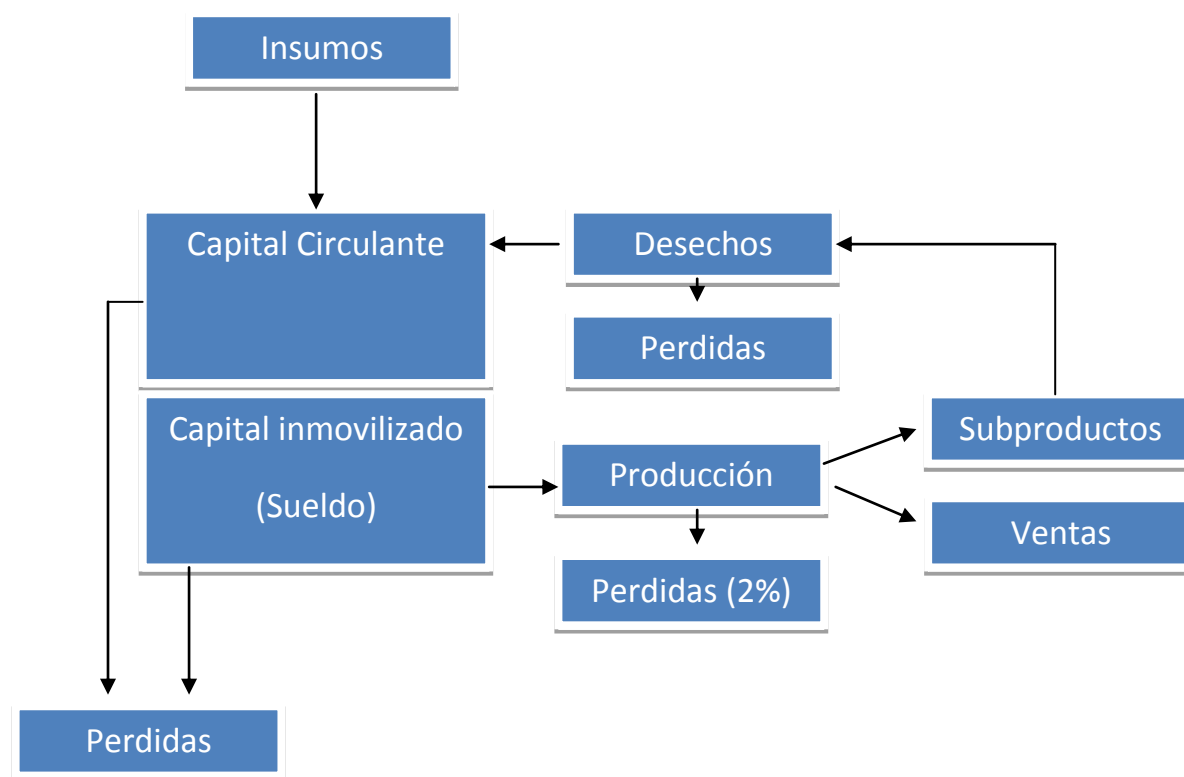 Insumos
Capital Circulante
Desechos
Perdidas
Capital inmovilizado
(Sueldo)
Producción
Subproductos
Ventas
Perdidas (2%)
Perdidas